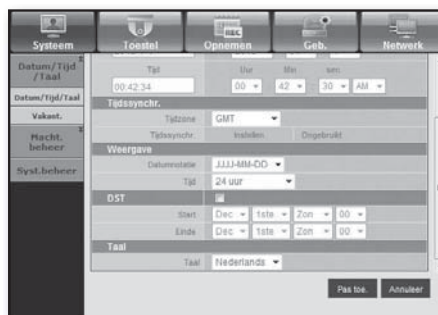 Systeem Toestel Opnemen Geb. Netwerk
REC
Datum/Tijd
/Taal
Datum/Tijd/Taal
Vakant.
Macht.
beheer
Syst.beheer
Tijd Uur Min sen.
00:42:34 00 42 30 AM
Tijdssynchr.
Tijdzone GMT
Tijdssynchr. Instellen Ongebruikt
Weergave
Datumnotatie JJJJ-MM-DD
Tijd 24 uur
DST
Start Dec 1ste Zon 00
Einde Dec 1ste Zon 00
Taal
Taal Nederlands
Pas toe. Annuleer